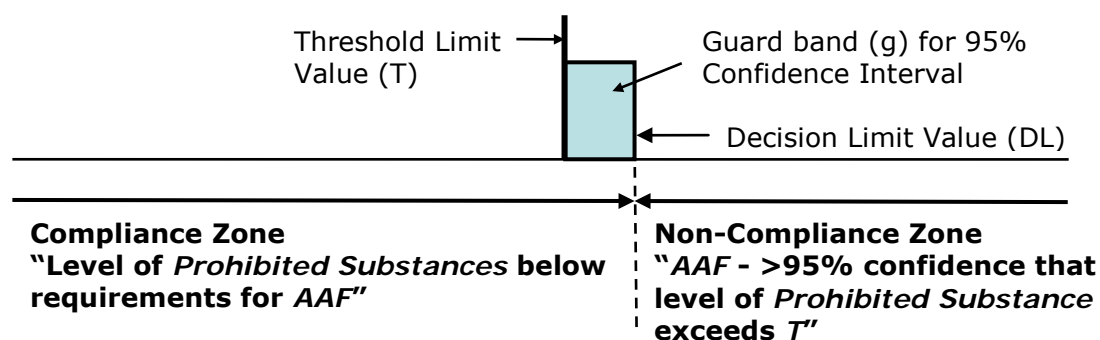 Threshold Limit
Value (T)
Guard band (g) for 95%
Confidence Interval
Decision Limit Value (DL)
Compliance Zone
“Level of Prohibited Substances below
requirements for AAF”
Non-Compliance Zone
“AAF - >95% confidence that
level of Prohibited Substance
exceeds T”